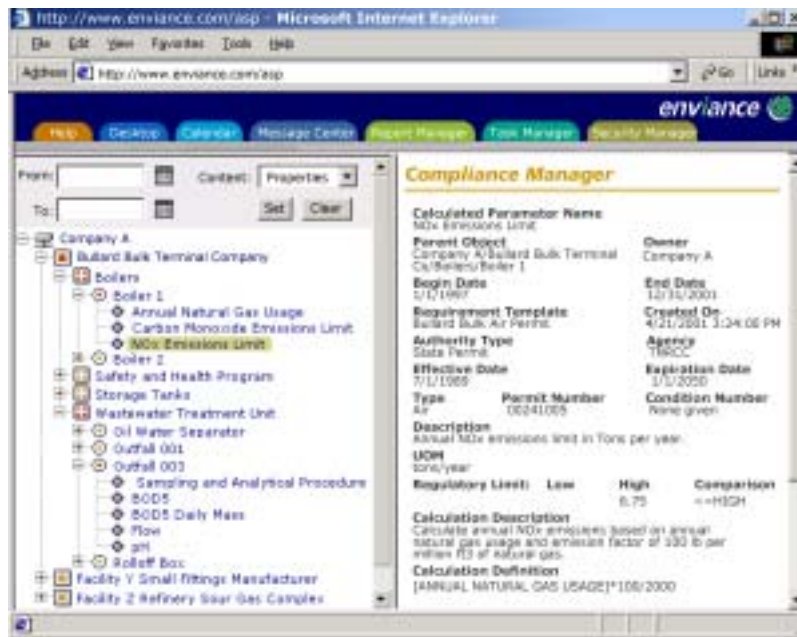 http://www.enviance.com/asp - Microsoft Internet Explorer
File Edit View Favorites Tools Help
Address http://www.enviance.com/asp Go Links
enviance
Help Desktop Calendar Message Center Report Manager Task Manager Security Manager
From: Content: Properties
To: Set Clear
Company A
Bullard Bulk Terminal Company
Boilers
Boiler 1
Annual Natural Gas Usage
Carbon Monoxide Emissions Limit
NOx Emissions Limit
Boiler 2
Safety and Health Program
Storage Tanks
Wastewater Treatment Unit
Oil Water Separator
Outfall 001
Outfall 003
Sampling and Analytical Procedure
BOD5
BOD5 Daily Mass
Flow
pH
Rolloff Box
Facility Y Small Fittings Manufacturer
Facility Z Refinery Sour Gas Complex
Compliance Manager
Calculated Parameter Name
NOx Emissions Limit
Parent Object Owner
Company A/Bullard Bulk Terminal Company A
Co/Boilers/Boiler 1
Begin Date End Date
1/1/1997 12/31/2001
Requirement Template Created On
Bullard Bulk Air Permit 4/21/2001 3:24:00 PM
Authority Type Agency
State Permit TNRCC
Effective Date Expiration Date
7/1/1989 1/1/2050
Type Permit Number Condition Number
Air 00241005 None given
Description
Annual NOx emissions limit in Tons per year.
UOM
tons/year
Regulatory Limit: Low High Comparison
6.75 <=HIGH
Calculation Description
Calculate annual NOx emissions based on annual
natural gas usage and emission factor of 100 lb per
million ft3 of natural gas.
Calculation Definition
[ANNUAL NATURAL GAS USAGE]*100/2000